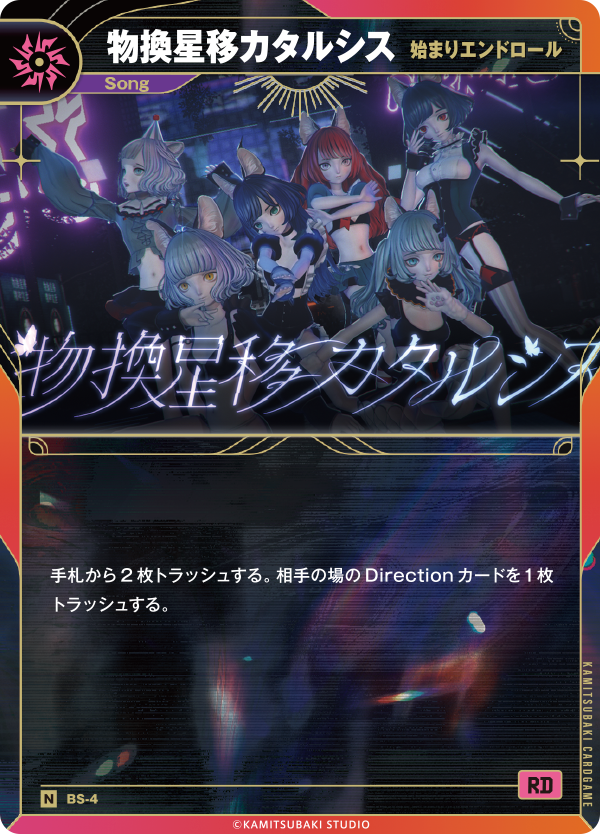 物換星移カタルシス 始まりエンドロール
Song
物換星移カタルシス
手札から2枚トラッシュする。相手の場のDirectionカードを1枚
トラッシュする。
KAMITSUBAKI CARDGAME
N BS-4
RD
©KAMITSUBAKI STUDIO